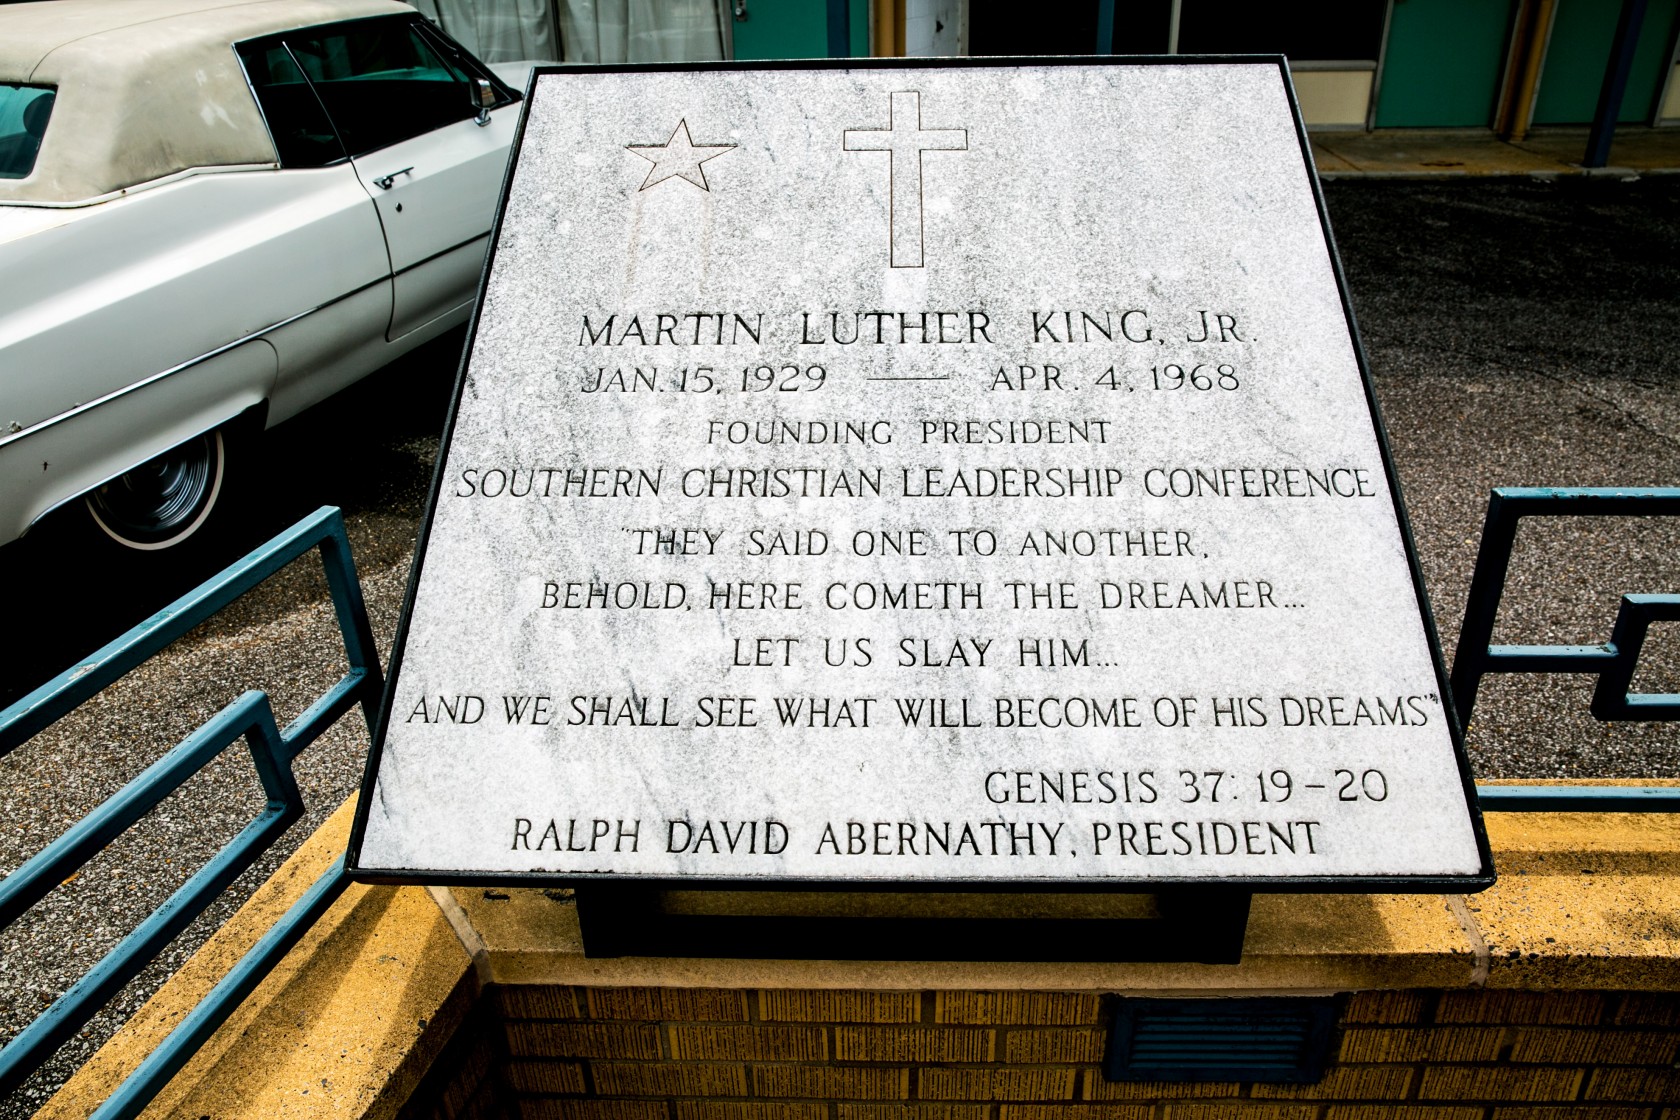 MARTIN LUTHER KING, JR.
JAN. 15, 1929 — APR. 4, 1968
FOUNDING PRESIDENT
SOUTHERN CHRISTIAN LEADERSHIP CONFERENCE
"THEY SAID ONE TO ANOTHER,
BEHOLD, HERE COMETH THE DREAMER...
LET US SLAY HIM...
AND WE SHALL SEE WHAT WILL BECOME OF HIS DREAMS"
GENESIS 37: 19 – 20
RALPH DAVID ABERNATHY, PRESIDENT